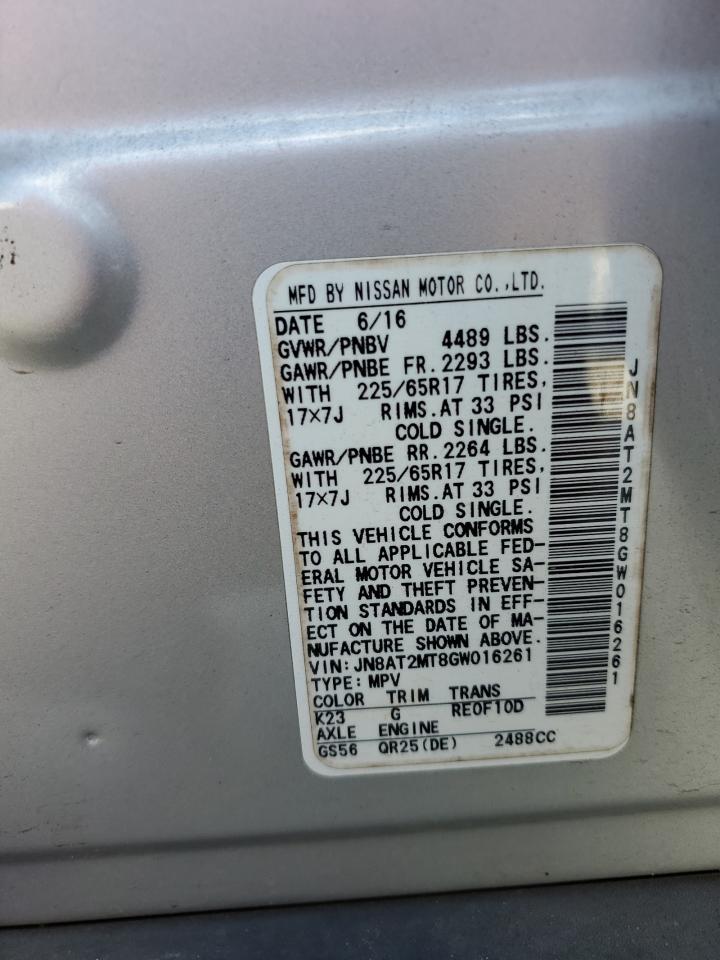 MFD BY NISSAN MOTOR CO.,LTD.
DATE 6/16
GVWR/PNBV 4489 LBS.
GAWR/PNBE FR. 2293 LBS.
WITH 225/65R17 TIRES,
17×7J RIMS. AT 33 PSI
COLD SINGLE.
GAWR/PNBE RR. 2264 LBS.
WITH 225/65R17 TIRES,
17×7J RIMS. AT 33 PSI
COLD SINGLE.
THIS VEHICLE CONFORMS
TO ALL APPLICABLE FED-
ERAL MOTOR VEHICLE SA-
FETY AND THEFT PREVEN-
TION STANDARDS IN EFF-
ECT ON THE DATE OF MA-
NUFACTURE SHOWN ABOVE.
VIN: JN8AT2MT8GW016261
TYPE: MPV
COLOR TRIM TRANS
K23 G RE0F10D
AXLE ENGINE
GS56 QR25(DE) 2488CC
JN8AT2MT8GW016261